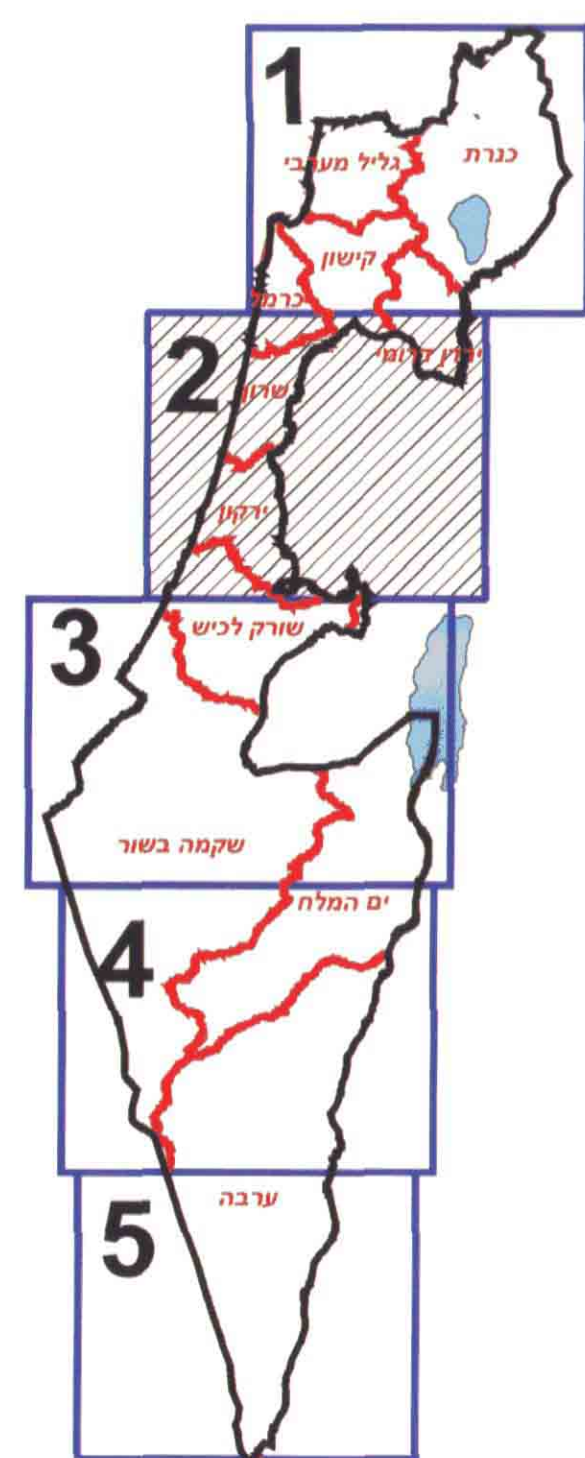 1
כנרת
גליל מערבי
קישון
כרמל
2
ירדן דרומי
שרון
ירקון
3
שורק לכיש
שקמה בשור
ים המלח
4
ערבה
5